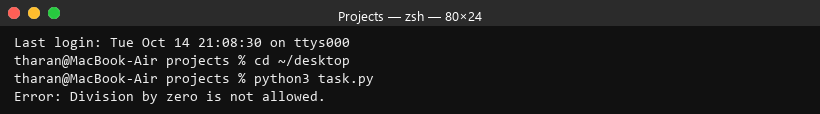 Projects — zsh — 80×24
Last login: Tue Oct 14 21:08:30 on ttys000
tharan@MacBook-Air projects % cd ~/desktop
tharan@MacBook-Air projects % python3 task.py
Error: Division by zero is not allowed.